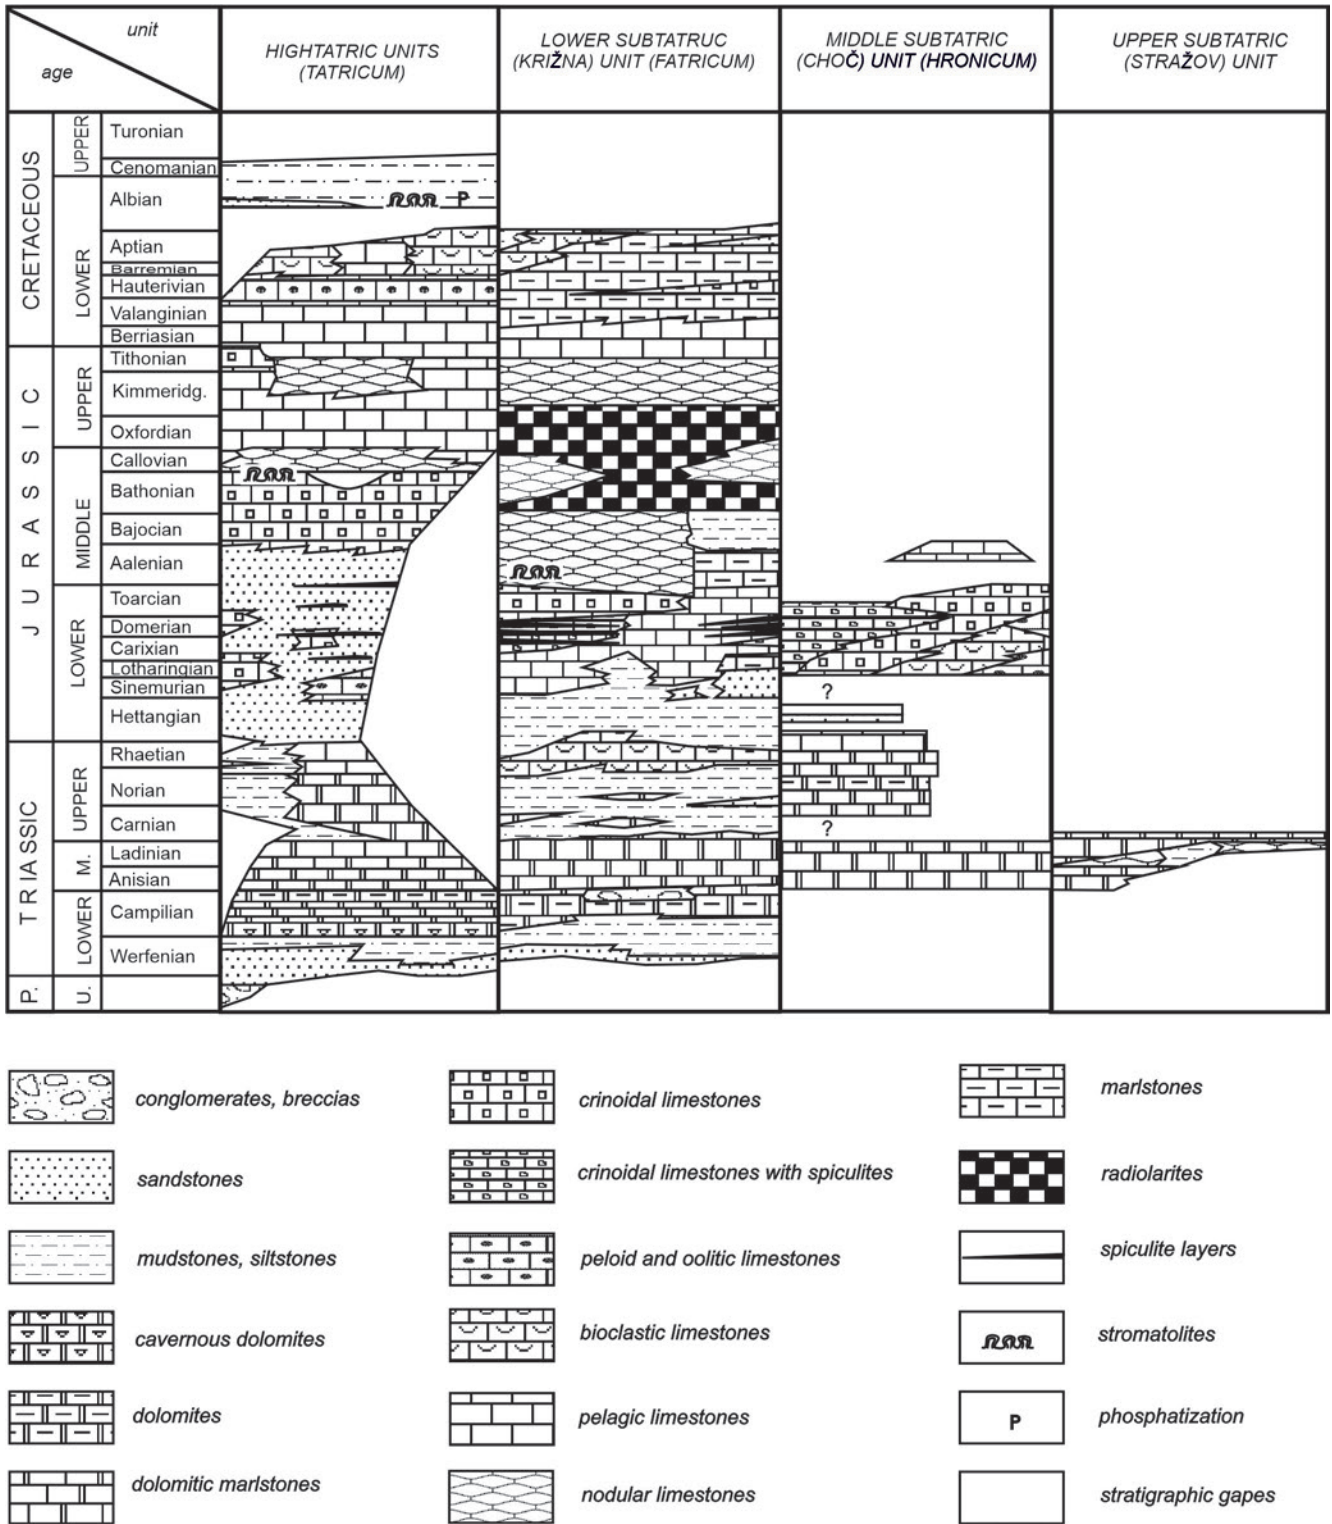 unit
age
HIGHTATRIC UNITS
(TATRICUM)
LOWER SUBTATRUC
(KRIŽNA) UNIT (FATRICUM)
MIDDLE SUBTATRIC
(CHOČ) UNIT (HRONICUM)
UPPER SUBTATRIC
(STRAŽOV) UNIT
CRETACEOUS
UPPER
Turonian
Cenomanian
LOWER
Albian
P
Aptian
Barremian
Hauterivian
Valanginian
Berriasian
JURASSIC
UPPER
Tithonian
Kimmeridg.
Oxfordian
MIDDLE
Callovian
Bathonian
Bajocian
Aalenian
LOWER
Toarcian
Domerian
Carixian
Lotharingian
Sinemurian
?
Hettangian
TRIASSIC
UPPER
Rhaetian
Norian
Carnian
?
M.
Ladinian
Anisian
LOWER
Campilian
Werfenian
P.
U.
conglomerates, breccias
sandstones
mudstones, siltstones
cavernous dolomites
dolomites
dolomitic marlstones
crinoidal limestones
crinoidal limestones with spiculites
peloid and oolitic limestones
bioclastic limestones
pelagic limestones
nodular limestones
marlstones
radiolarites
spiculite layers
stromatolites
P
phosphatization
stratigraphic gapes